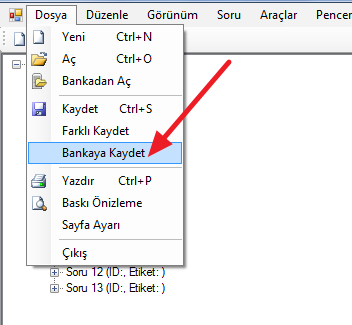 Dosya Düzenle Görünüm Soru Araçlar
Yeni Ctrl+N
Aç Ctrl+O
Bankadan Aç
Kaydet Ctrl+S
Farklı Kaydet
Bankaya Kaydet
Yazdır Ctrl+P
Baskı Önizleme
Sayfa Ayarı
Çıkış
Soru 12 (ID:, Etiket: )
Soru 13 (ID:, Etiket: )